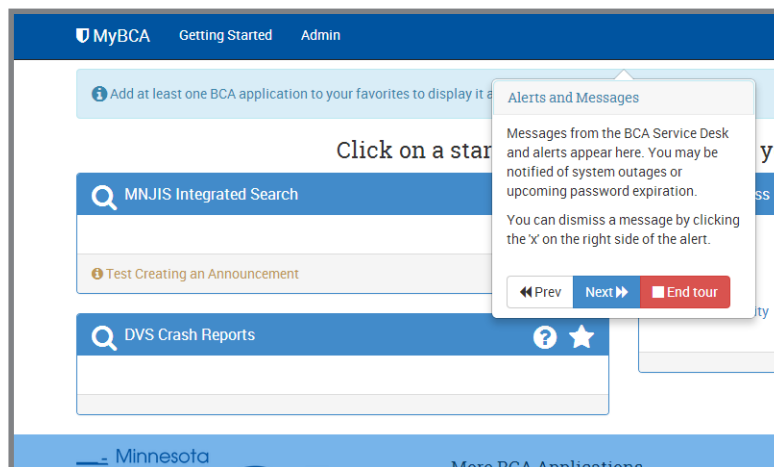 MyBCA Getting Started Admin
Add at least one BCA application to your favorites to display it a
Alerts and Messages
Messages from the BCA Service Desk
and alerts appear here. You may be
notified of system outages or
upcoming password expiration.
You can dismiss a message by clicking
the 'x' on the right side of the alert.
Prev Next End tour
Click on a star y
MNJIS Integrated Search
ss
Test Creating an Announcement
ity
DVS Crash Reports
Minnesota
More BCA Applications